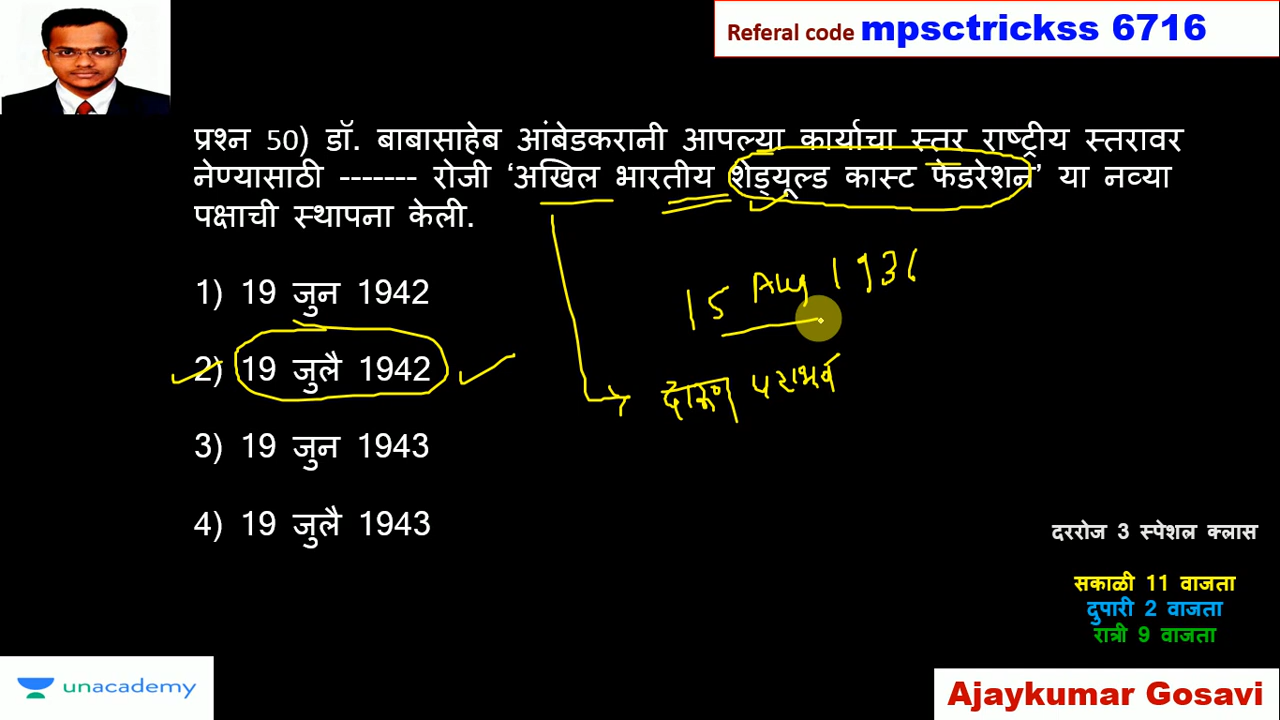 Referal code mpsctrickss 6716
प्रश्न 50) डॉ. बाबासाहेब आंबेडकरानी आपल्या कार्याचा स्तर राष्ट्रीय स्तरावर
नेण्यासाठी ------- रोजी ‘अखिल भारतीय शेड्यूल्ड कास्ट फेडरेशन’ या नव्या
पक्षाची स्थापना केली.
15 Aug 1936
1) 19 जुन 1942
2) 19 जुलै 1942
दारूण पराभव
3) 19 जुन 1943
4) 19 जुलै 1943
दररोज 3 स्पेशल क्लास
सकाळी 11 वाजता
दुपारी 2 वाजता
रात्री 9 वाजता
unacademy
Ajaykumar Gosavi